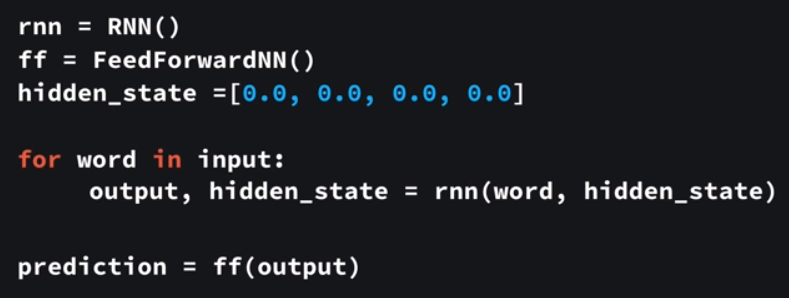 rnn = RNN()
ff = FeedForwardNN()
hidden_state =[0.0, 0.0, 0.0, 0.0]
for word in input:
output, hidden_state = rnn(word, hidden_state)
prediction = ff(output)